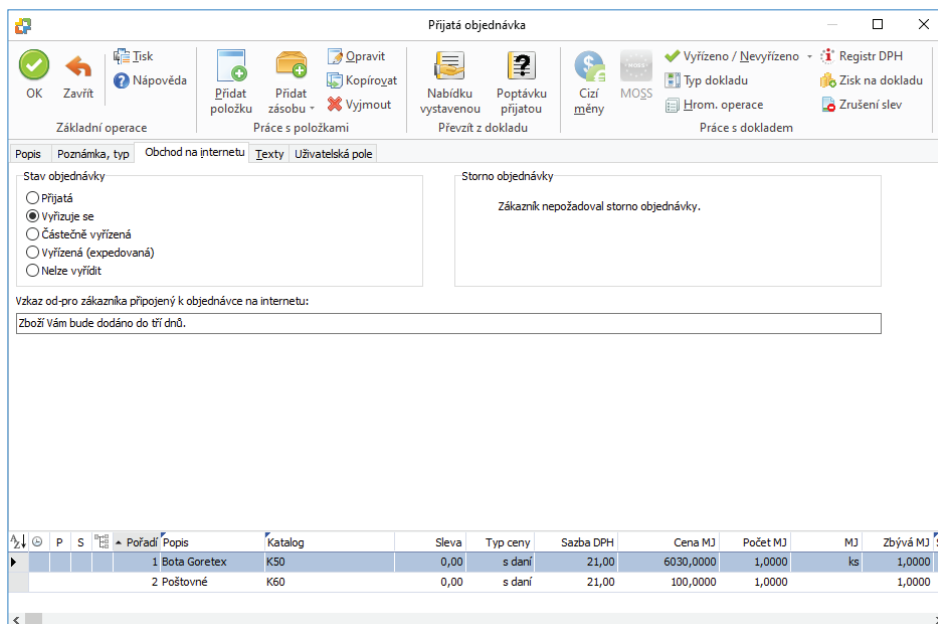 Přijatá objednávka
OK
Zavřít
Tisk
Nápověda
Základní operace
Přidat položku
Přidat zásobu
Opravit
Kopírovat
Vyjmout
Práce s položkami
Nabídku vystavenou
Poptávku přijatou
Převzít z dokladu
Cizí měny
MOSS
Vyřízeno / Nevyřízeno
Typ dokladu
Hrom. operace
Registr DPH
Zisk na dokladu
Zrušení slev
Práce s dokladem
Popis Poznámka, typ Obchod na internetu Texty Uživatelská pole
Stav objednávky
Přijatá
Vyřizuje se
Částečně vyřízená
Vyřízená (expedovaná)
Nelze vyřídit
Storno objednávky
Zákazník nepožadoval storno objednávky.
Vzkaz od-pro zákazníka připojený k objednávce na internetu:
Zboží Vám bude dodáno do tří dnů.
P S Pořadí Popis Katalog Sleva Typ ceny Sazba DPH Cena MJ Počet MJ MJ Zbývá MJ
1 Bota Goretex K50 0,00 s daní 21,00 6030,0000 1,0000 ks 1,0000
2 Poštovné K60 0,00 s daní 21,00 100,0000 1,0000 1,0000